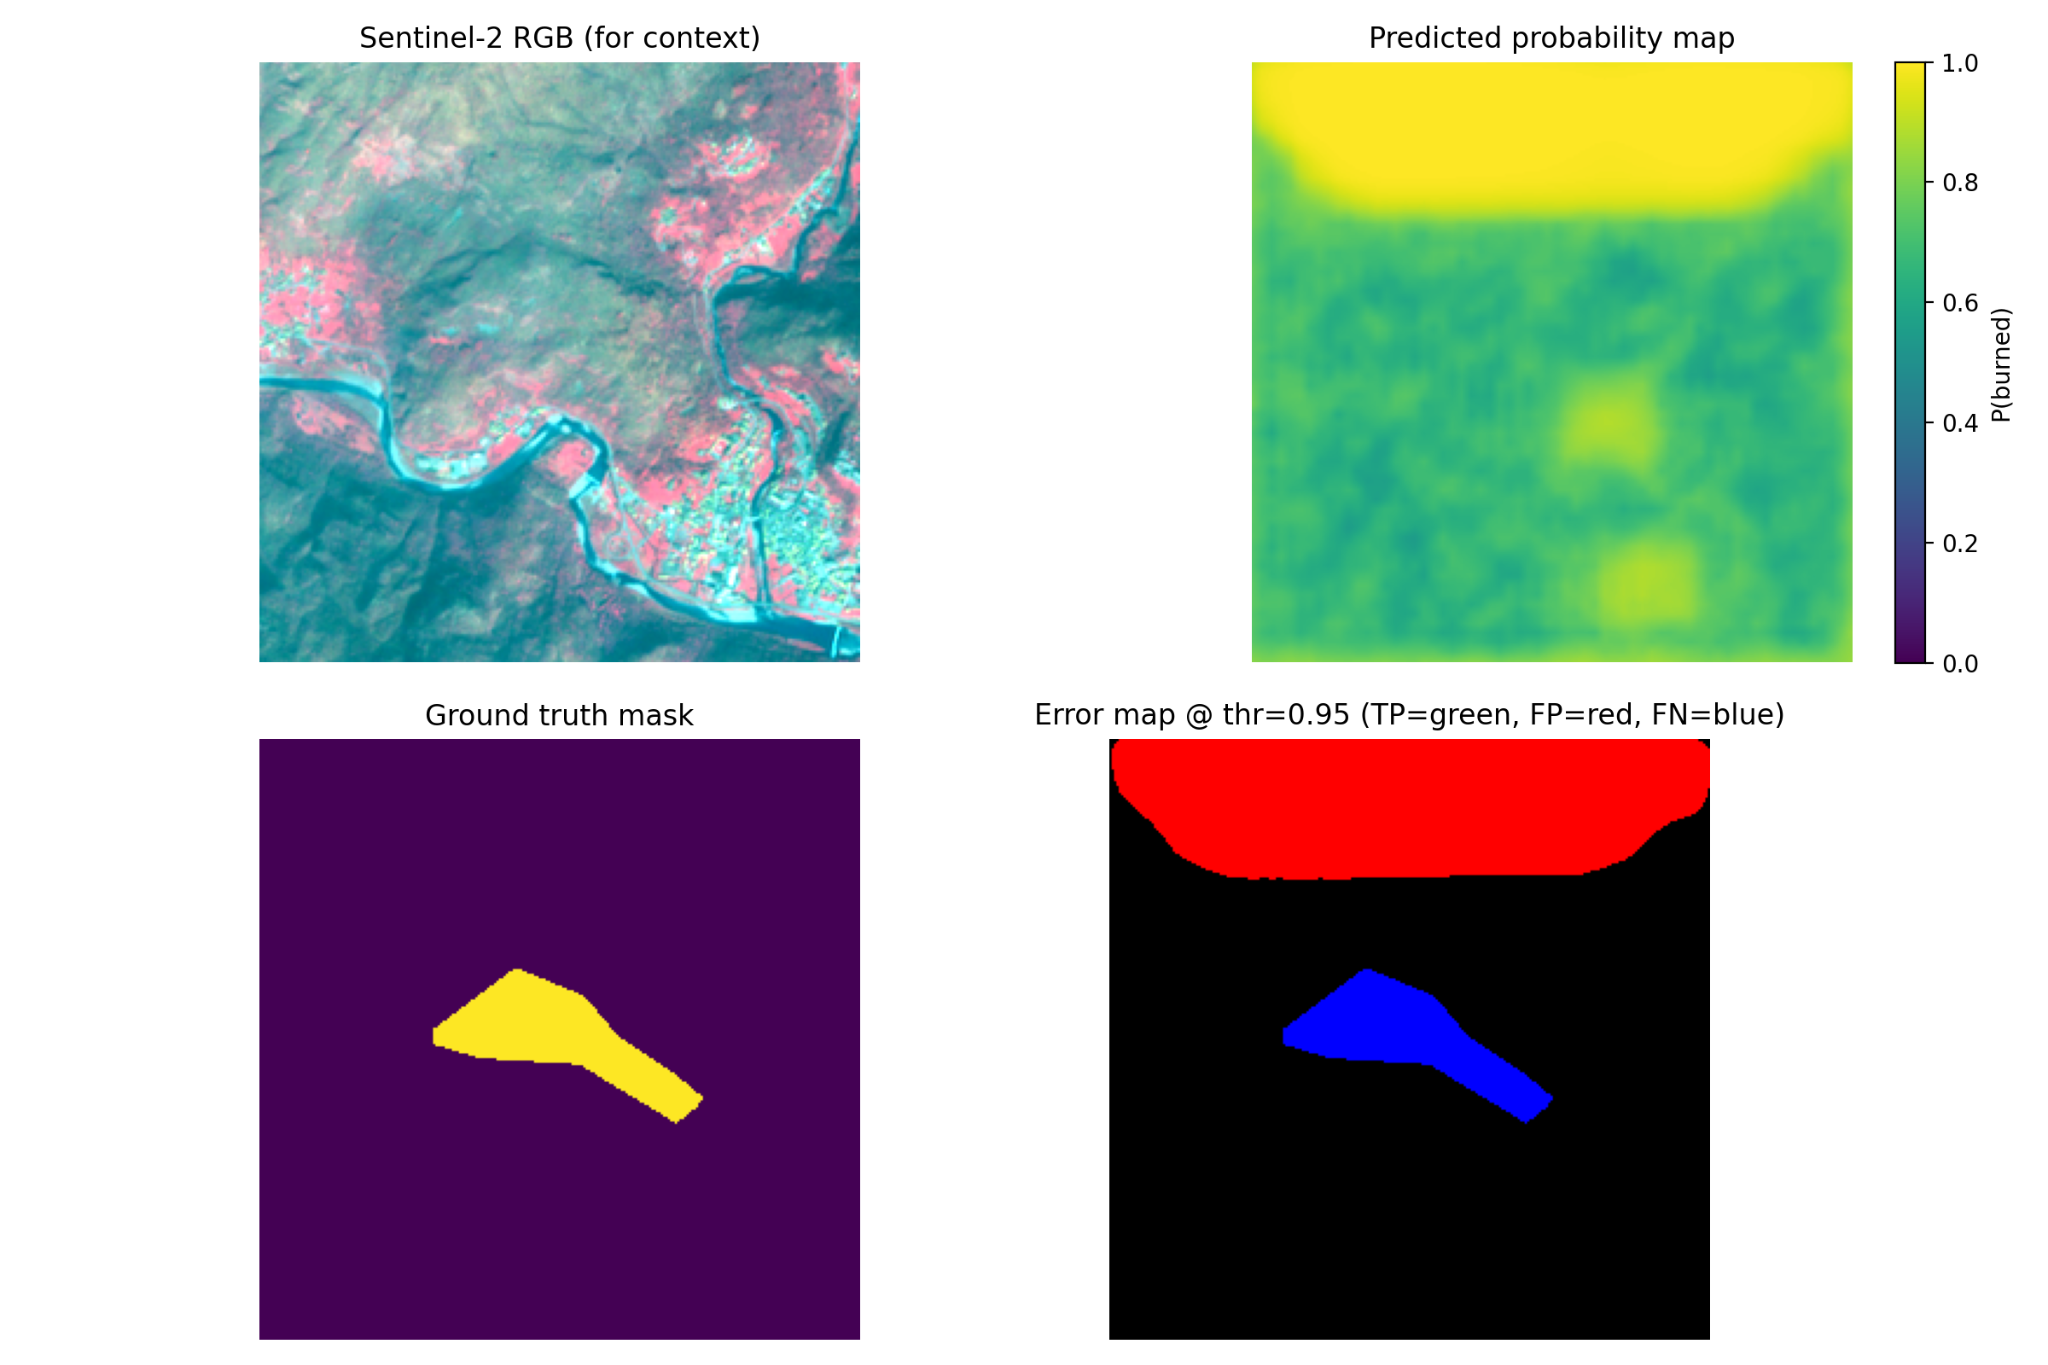 Sentinel-2 RGB (for context)
Predicted probability map
1.0
0.8
0.6
0.4
0.2
0.0
P(burned)
Ground truth mask
Error map @ thr=0.95 (TP=green, FP=red, FN=blue)